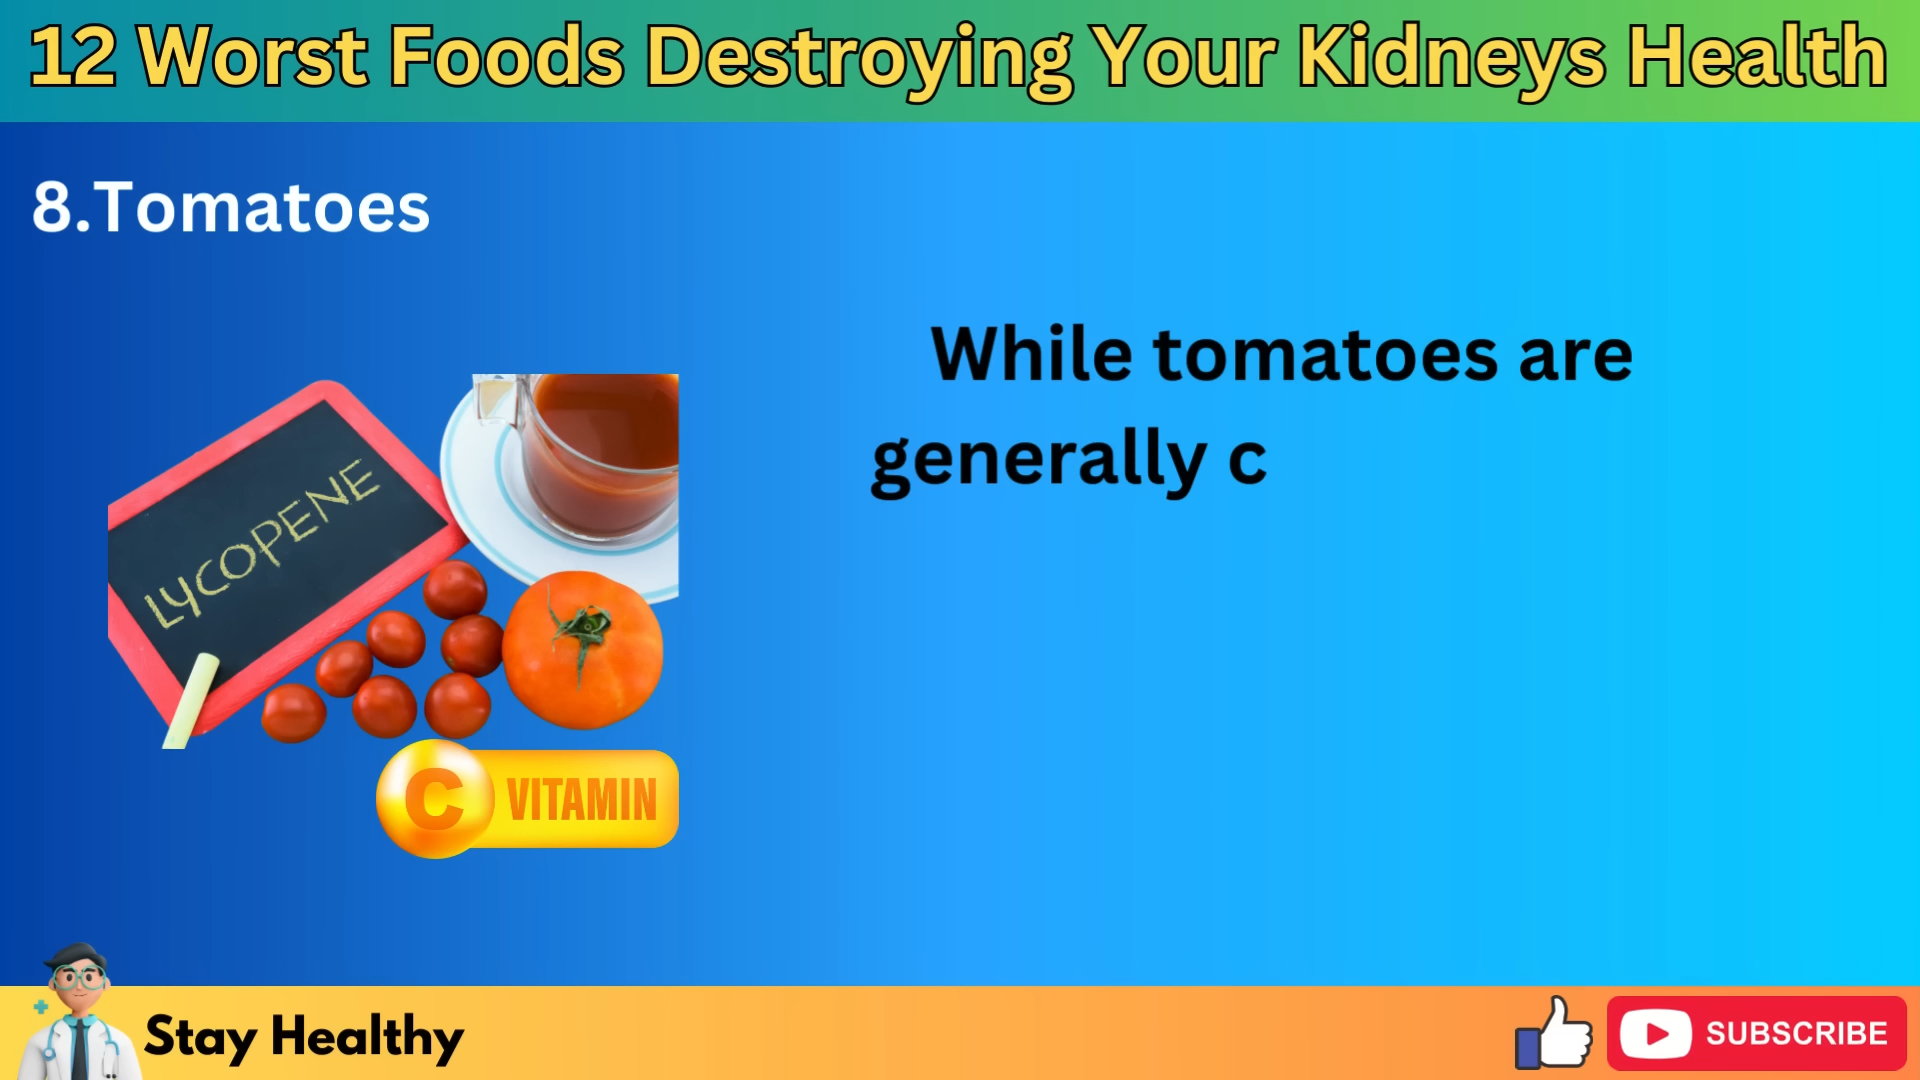 12 Worst Foods Destroying Your Kidneys Health
8.Tomatoes
While tomatoes are
generally c
LYCOPENE
C VITAMIN
Stay Healthy
SUBSCRIBE